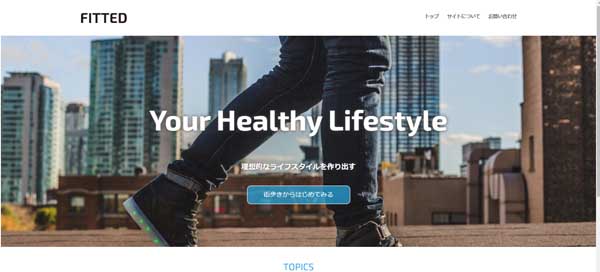 FITTED
トップ サイトについて お問い合わせ
Your Healthy Lifestyle
理想的なライフスタイルを作り出す
街歩きからはじめてみる
TOPICS